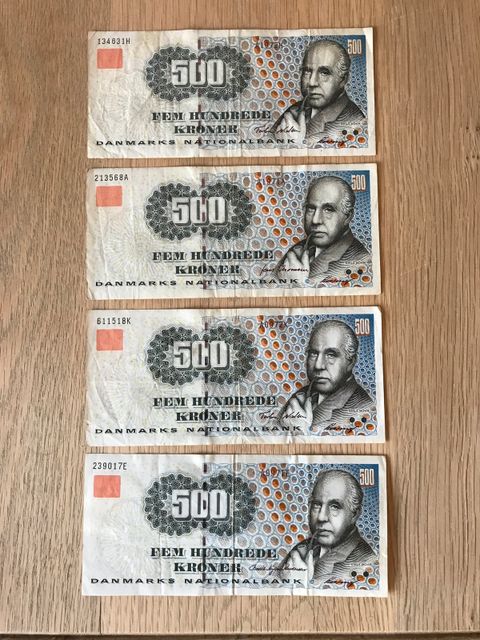 134631H
500
500
FEM HUNDREDE
KRONER
DANMARKS NATIONALBANK
213568A
500
500
FEM HUNDREDE
KRONER
DANMARKS NATIONALBANK
611518K
500
500
FEM HUNDREDE
KRONER
DANMARKS NATIONALBANK
239017E
500
500
FEM HUNDREDE
KRONER
DANMARKS NATIONALBANK